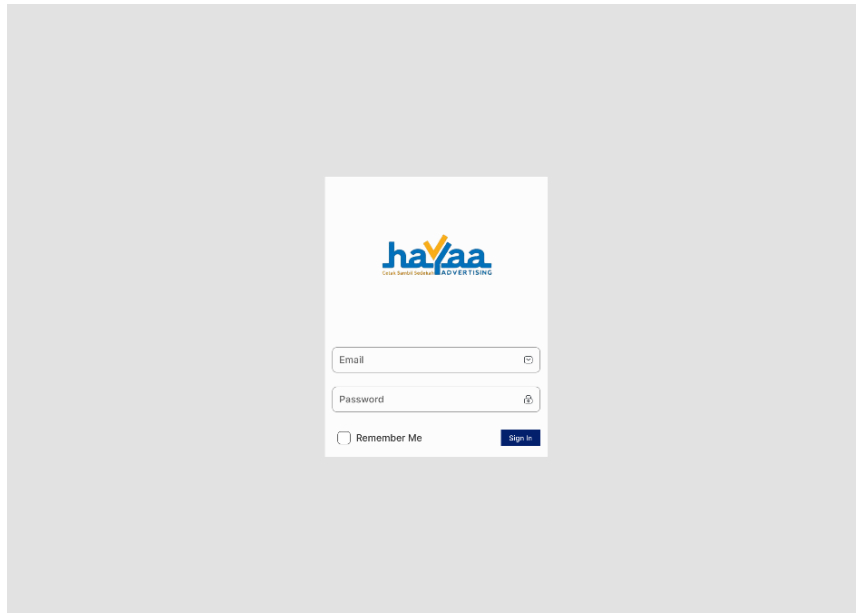 hayaa
Cetak Sambil Sedekah ADVERTISING
Email
Password
Remember Me Sign In